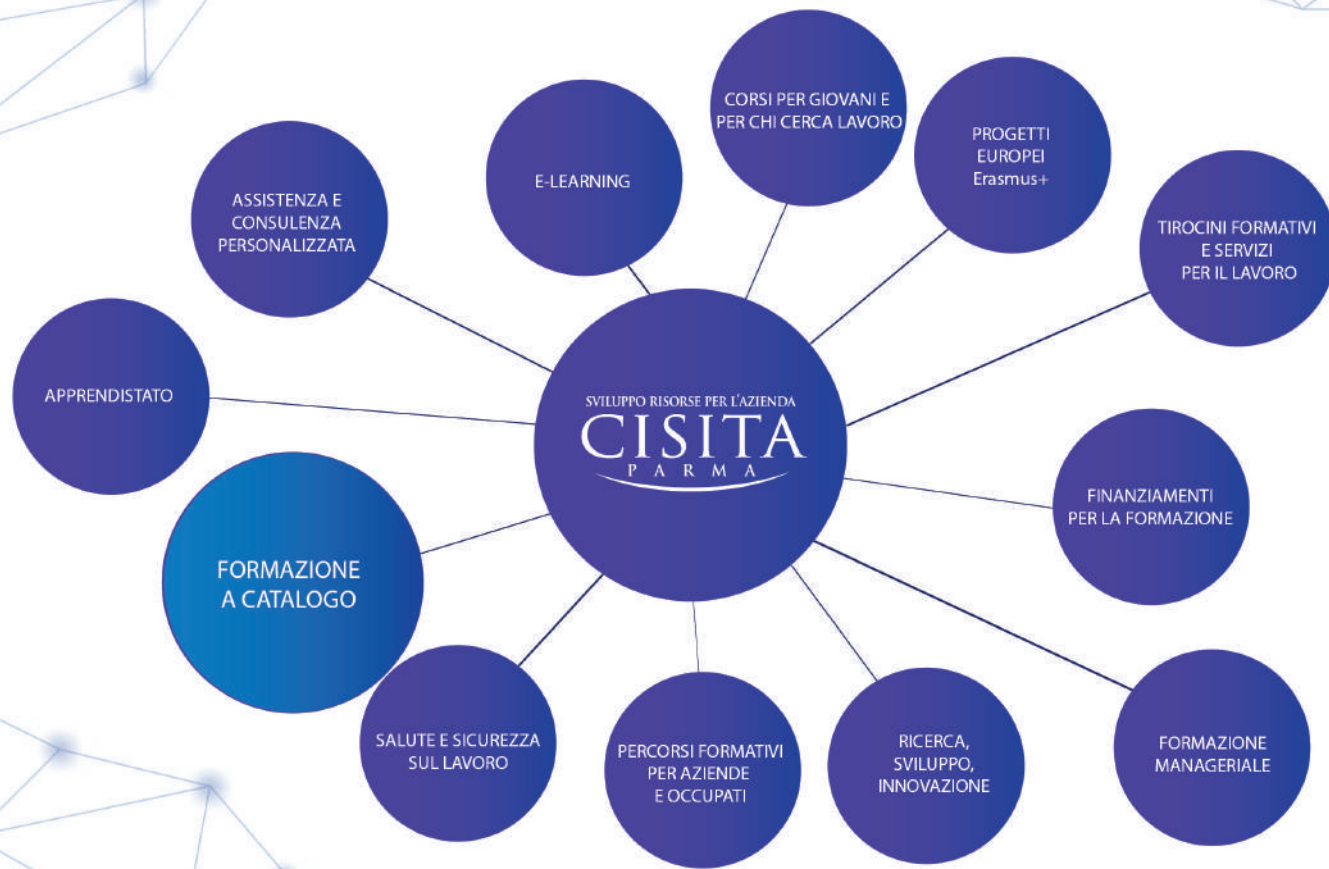 CORSI PER GIOVANI E
PER CHI CERCA LAVORO
PROGETTI
EUROPEI
Erasmus+
E-LEARNING
ASSISTENZA E
CONSULENZA
PERSONALIZZATA
TIROCINI FORMATIVI
E SERVIZI
PER IL LAVORO
APPRENDISTATO
SVILUPPO RISORSE PER L'AZIENDA
CISITA
PARMA
FINANZIAMENTI
PER LA FORMAZIONE
FORMAZIONE
A CATALOGO
SALUTE E SICUREZZA
SUL LAVORO
PERCORSI FORMATIVI
PER AZIENDE
E OCCUPATI
RICERCA,
SVILUPPO,
INNOVAZIONE
FORMAZIONE
MANAGERIALE